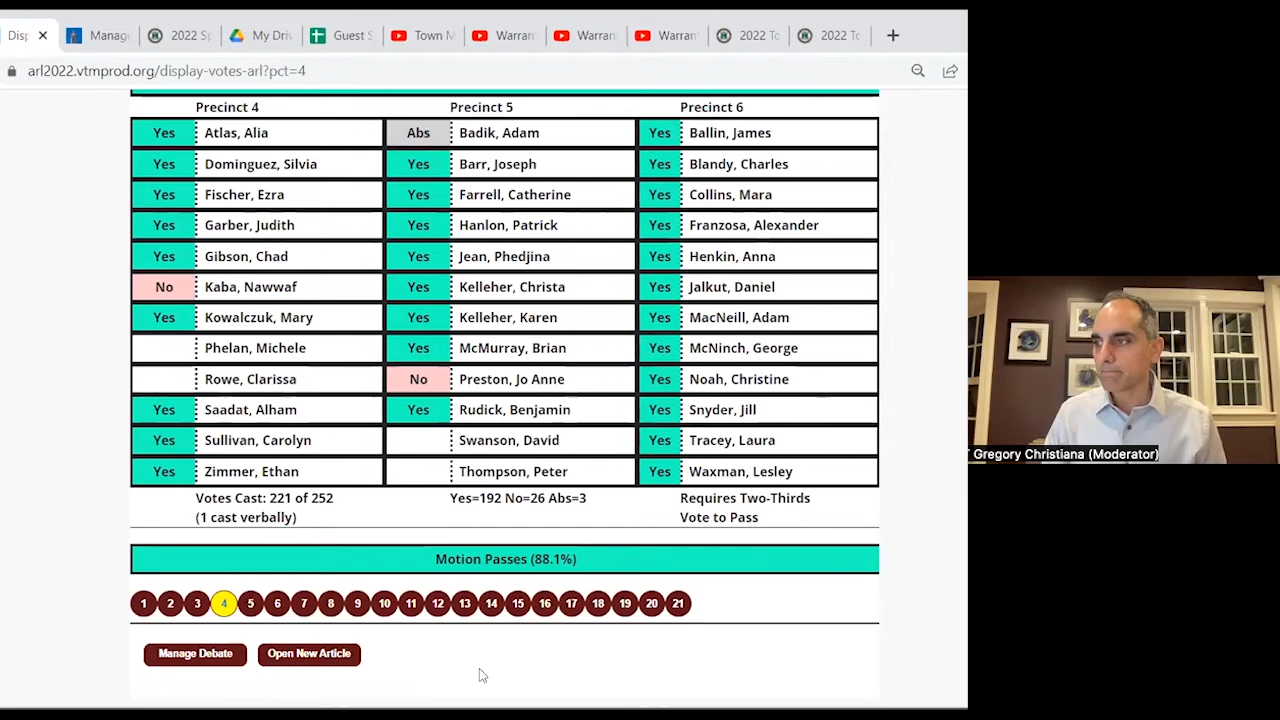 Disp
Manage
2022 Sp
My Driv
Guest S
Town M
Warran
Warran
Warran
2022 To
2022 To
arl2022.vtmprod.org/display-votes-arl?pct=4
Precinct 4 Precinct 5 Precinct 6
Yes Atlas, Alia Abs Badik, Adam Yes Ballin, James
Yes Dominguez, Silvia Yes Barr, Joseph Yes Blandy, Charles
Yes Fischer, Ezra Yes Farrell, Catherine Yes Collins, Mara
Yes Garber, Judith Yes Hanlon, Patrick Yes Franzosa, Alexander
Yes Gibson, Chad Yes Jean, Phedjina Yes Henkin, Anna
No Kaba, Nawwaf Yes Kelleher, Christa Yes Jalkut, Daniel
Yes Kowalczuk, Mary Yes Kelleher, Karen Yes MacNeill, Adam
Phelan, Michele Yes McMurray, Brian Yes McNinch, George
Rowe, Clarissa No Preston, Jo Anne Yes Noah, Christine
Yes Saadat, Alham Yes Rudick, Benjamin Yes Snyder, Jill
Yes Sullivan, Carolyn Swanson, David Yes Tracey, Laura
Yes Zimmer, Ethan Thompson, Peter Yes Waxman, Lesley
Votes Cast: 221 of 252 Yes=192 No=26 Abs=3 Requires Two-Thirds
(1 cast verbally) Vote to Pass
Motion Passes (88.1%)
1 2 3 4 5 6 7 8 9 10 11 12 13 14 15 16 17 18 19 20 21
Manage Debate Open New Article
Gregory Christiana (Moderator)